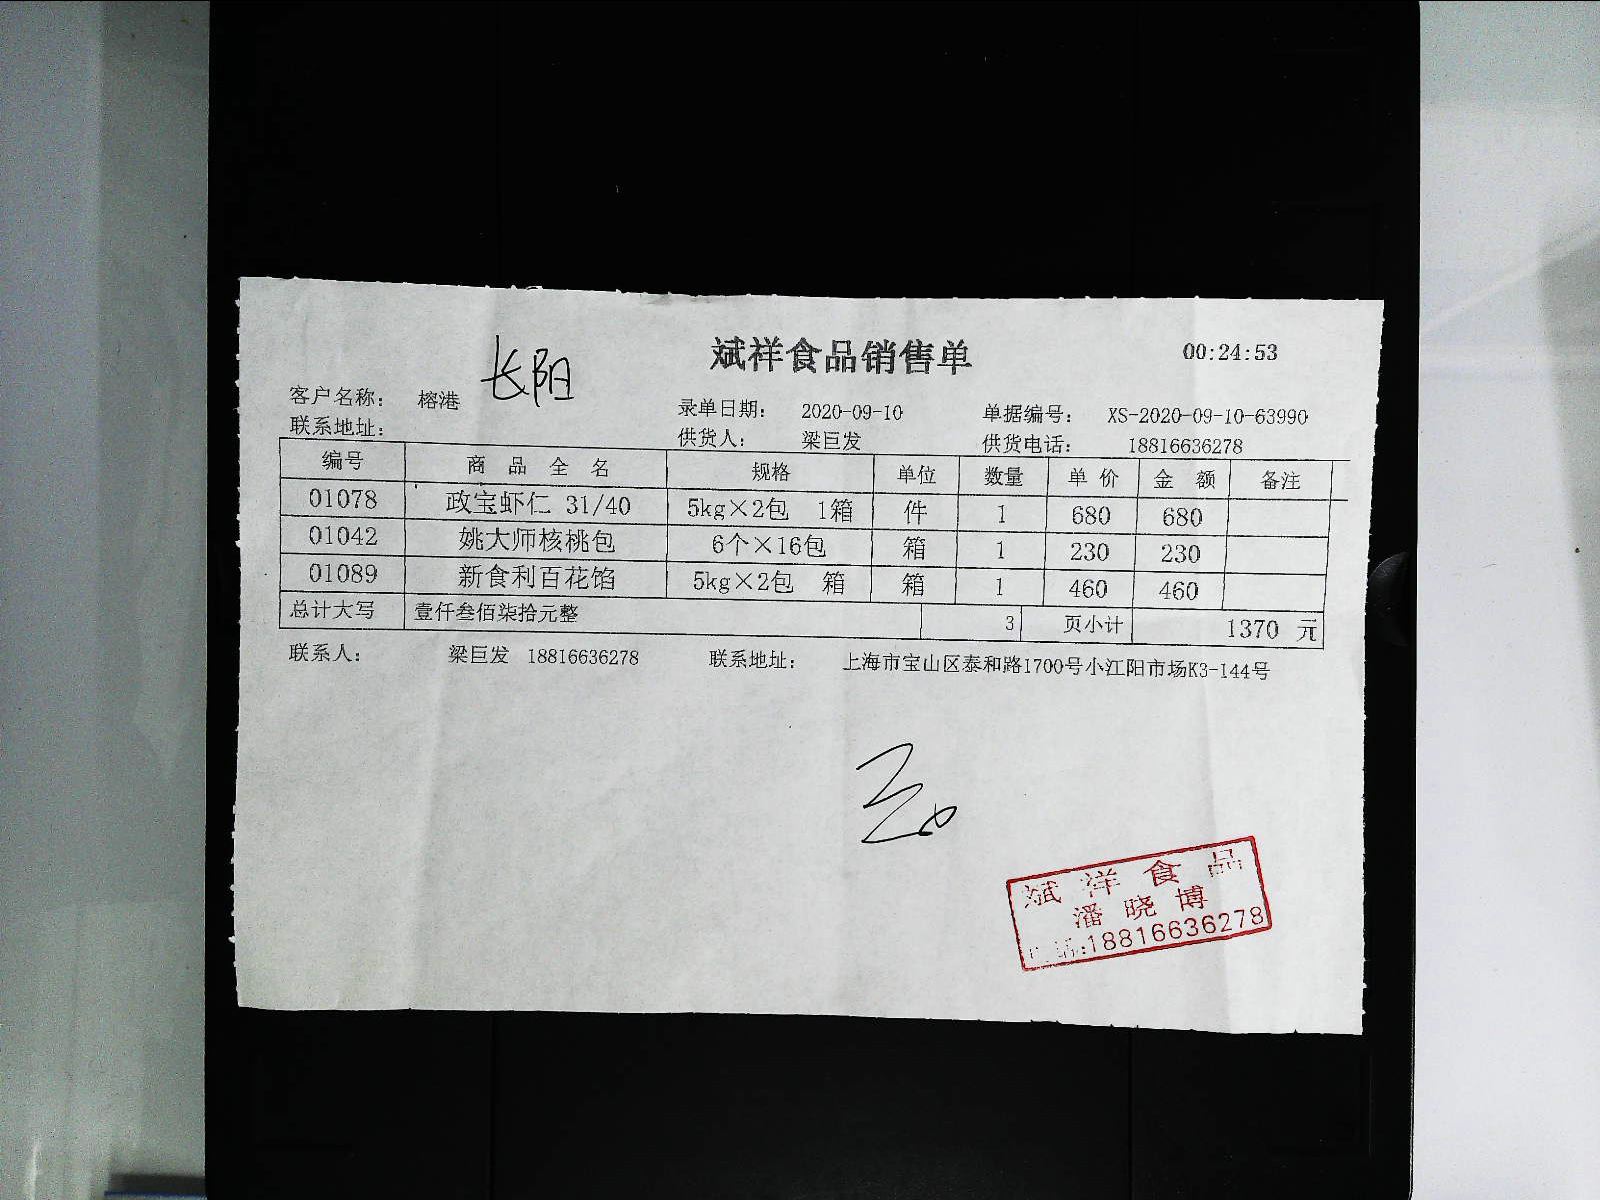 斌祥食品销售单 00:24:53
长阳
客户名称： 榕港 录单日期： 2020-09-10 单据编号： XS-2020-09-10-63990
联系地址： 供货人： 梁巨发 供货电话： 18816636278
编号 商 品 全 名 规格 单位 数量 单 价 金 额 备注
01078 政宝虾仁 31/40 5kg×2包 1箱 件 1 680 680
01042 姚大师核桃包 6个×16包 箱 1 230 230
01089 新食利百花馅 5kg×2包 箱 箱 1 460 460
总计大写 壹仟叁佰柒拾元整 3 页小计 1370 元
联系人： 梁巨发 18816636278 联系地址： 上海市宝山区泰和路1700号小江阳市场K3-144号
斌祥食品
潘晓博
18816636278